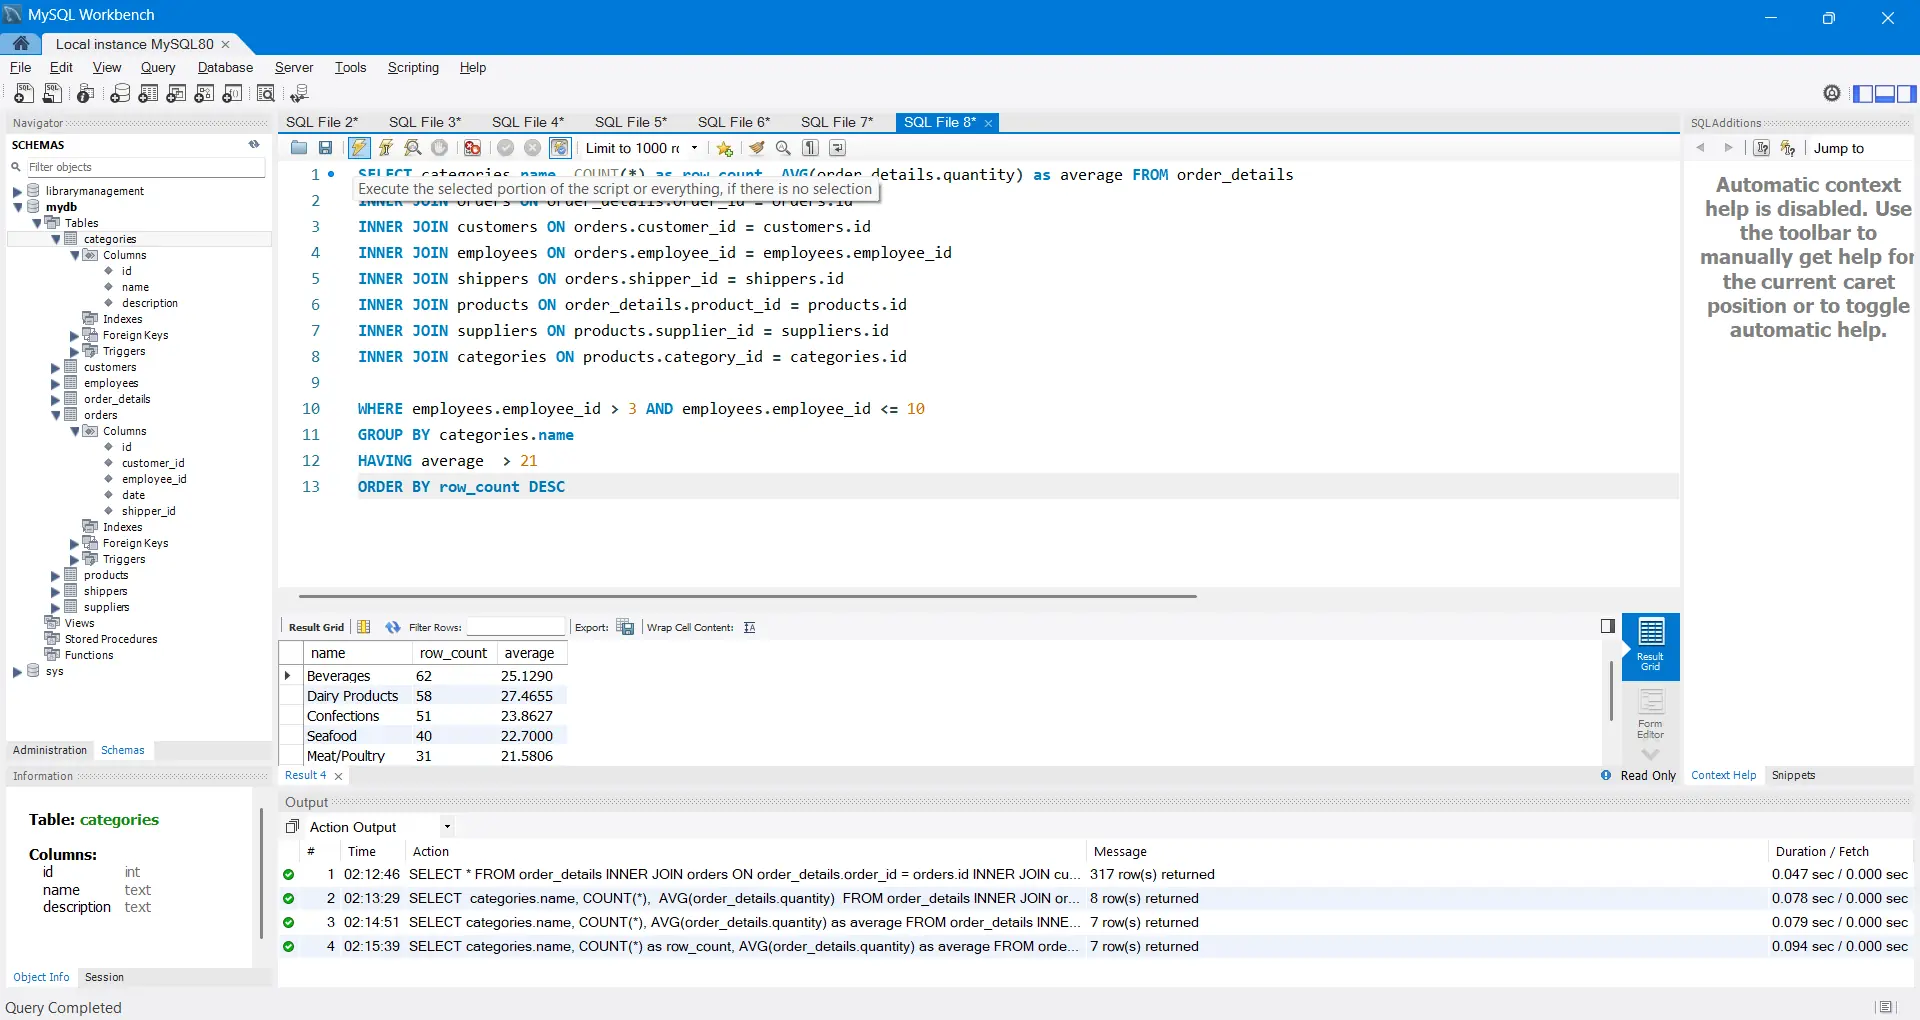 MySQL Workbench
Local instance MySQL80
File Edit View Query Database Server Tools Scripting Help
Navigator
SCHEMAS
Filter objects
librarymanagement
mydb
Tables
categories
Columns
id
name
description
Indexes
Foreign Keys
Triggers
customers
employees
order_details
orders
Columns
id
customer_id
employee_id
date
shipper_id
Indexes
Foreign Keys
Triggers
products
shippers
suppliers
Views
Stored Procedures
Functions
sys
Administration Schemas
Information
Table: categories
Columns:
id int
name text
description text
Object Info Session
Query Completed
SQL File 2* SQL File 3* SQL File 4* SQL File 5* SQL File 6* SQL File 7* SQL File 8*
Limit to 1000 rc
1 SELECT categories.name, COUNT(*) as row_count, AVG(order_details.quantity) as average FROM order_details
Execute the selected portion of the script or everything, if there is no selection
2 INNER JOIN orders ON order_details.order_id = orders.id
3 INNER JOIN customers ON orders.customer_id = customers.id
4 INNER JOIN employees ON orders.employee_id = employees.employee_id
5 INNER JOIN shippers ON orders.shipper_id = shippers.id
6 INNER JOIN products ON order_details.product_id = products.id
7 INNER JOIN suppliers ON products.supplier_id = suppliers.id
8 INNER JOIN categories ON products.category_id = categories.id
9
10 WHERE employees.employee_id > 3 AND employees.employee_id <= 10
11 GROUP BY categories.name
12 HAVING average  > 21
13 ORDER BY row_count DESC
Result Grid Filter Rows: Export: Wrap Cell Content:
name row_count average
Beverages 62 25.1290
Dairy Products 58 27.4655
Confections 51 23.8627
Seafood 40 22.7000
Meat/Poultry 31 21.5806
Result Grid
Form Editor
Result 4
Read Only
Output
Action Output
# Time Action Message Duration / Fetch
1 02:12:46 SELECT * FROM order_details INNER JOIN orders ON order_details.order_id = orders.id INNER JOIN cu... 317 row(s) returned 0.047 sec / 0.000 sec
2 02:13:29 SELECT  categories.name, COUNT(*),  AVG(order_details.quantity)  FROM order_details INNER JOIN or... 8 row(s) returned 0.078 sec / 0.000 sec
3 02:14:51 SELECT categories.name, COUNT(*), AVG(order_details.quantity) as average FROM order_details INNE... 7 row(s) returned 0.079 sec / 0.000 sec
4 02:15:39 SELECT categories.name, COUNT(*) as row_count, AVG(order_details.quantity) as average FROM orde... 7 row(s) returned 0.094 sec / 0.000 sec
SQLAdditions
Jump to
Automatic context
help is disabled. Use
the toolbar to
manually get help for
the current caret
position or to toggle
automatic help.
Context Help Snippets